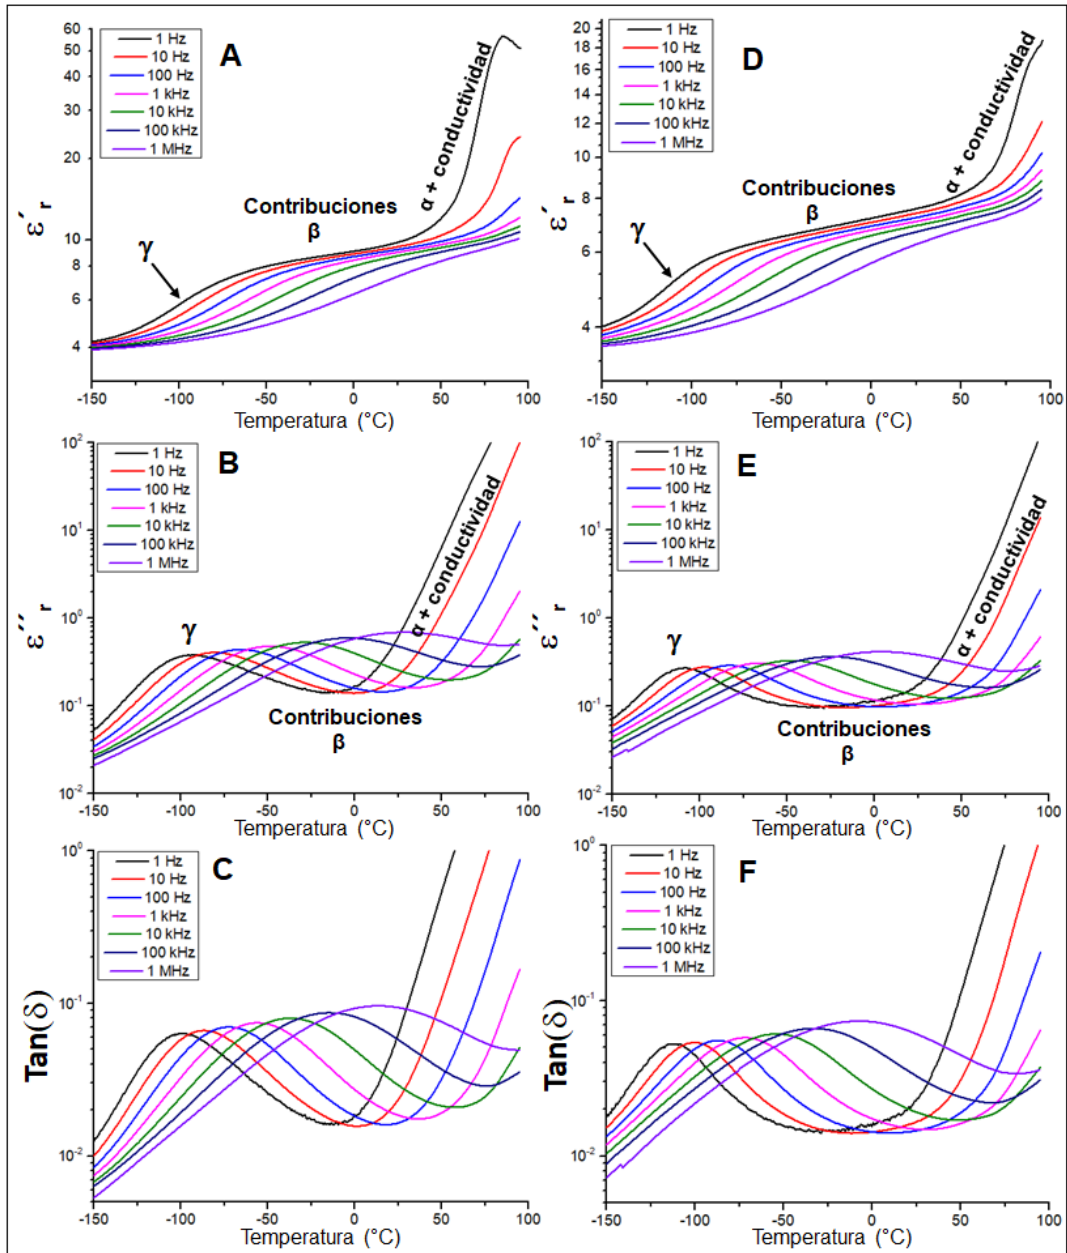 A
1 Hz
10 Hz
100 Hz
1 kHz
10 kHz
100 kHz
1 MHz
60
50
40
30
20
10
8
6
4
ε´r
γ
Contribuciones
β
α + conductividad
-150
-100
-50
0
50
100
Temperatura (°C)
D
1 Hz
10 Hz
100 Hz
1 kHz
10 kHz
100 kHz
1 MHz
20
18
16
14
12
10
8
6
4
ε´r
γ
Contribuciones
β
α + conductividad
-150
-100
-50
0
50
100
Temperatura (°C)
B
1 Hz
10 Hz
100 Hz
1 kHz
10 kHz
100 kHz
1 MHz
10²
10¹
10⁰
10⁻¹
10⁻²
ε´´r
γ
Contribuciones
β
α + conductividad
-150
-100
-50
0
50
100
Temperatura (°C)
E
1 Hz
10 Hz
100 Hz
1 kHz
10 kHz
100 kHz
1 MHz
10²
10¹
10⁰
10⁻¹
10⁻²
ε´´r
γ
Contribuciones
β
α + conductividad
-150
-100
-50
0
50
100
Temperatura (°C)
C
1 Hz
10 Hz
100 Hz
1 kHz
10 kHz
100 kHz
1 MHz
10⁰
10⁻¹
10⁻²
Tan(δ)
-150
-100
-50
0
50
100
Temperatura (°C)
F
1 Hz
10 Hz
100 Hz
1 kHz
10 kHz
100 kHz
1 MHz
10⁰
10⁻¹
10⁻²
Tan(δ)
-150
-100
-50
0
50
100
Temperatura (°C)